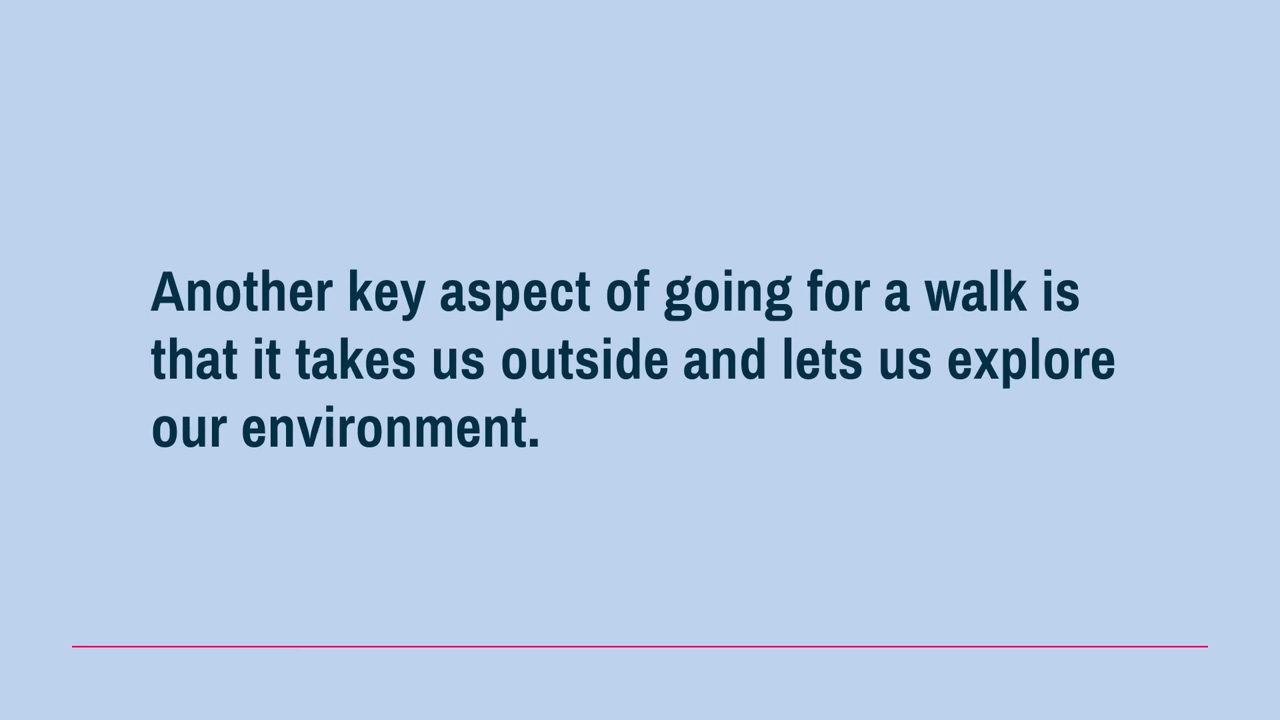 Another key aspect of going for a walk is
that it takes us outside and lets us explore
our environment.